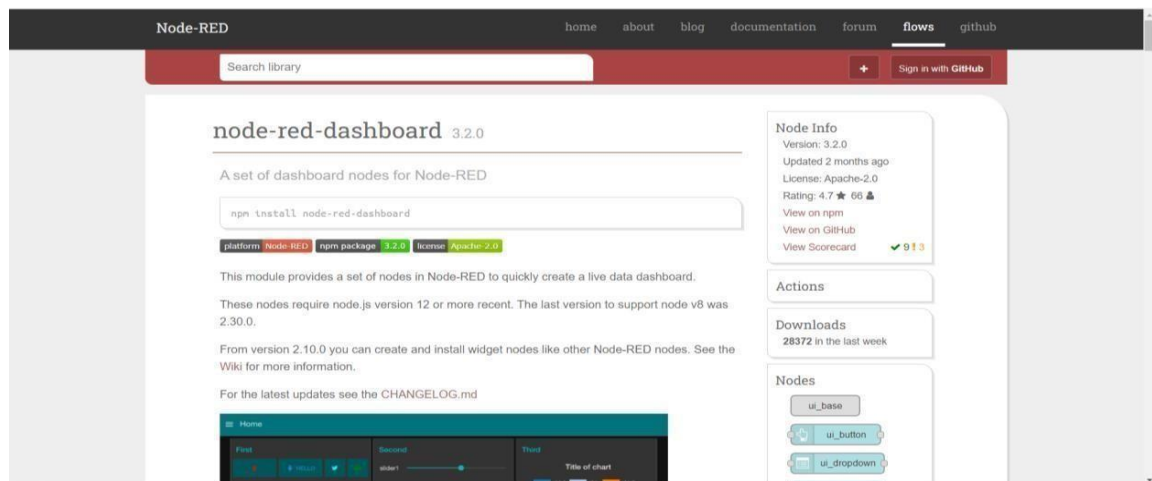 Node-RED
home about blog documentation forum flows github
Search library
+ Sign in with GitHub
node-red-dashboard 3.2.0
A set of dashboard nodes for Node-RED
npm install node-red-dashboard
platform Node-RED npm package 3.2.0 license Apache-2.0
This module provides a set of nodes in Node-RED to quickly create a live data dashboard.
These nodes require node.js version 12 or more recent. The last version to support node v8 was
2.30.0.
From version 2.10.0 you can create and install widget nodes like other Node-RED nodes. See the
Wiki for more information.
For the latest updates see the CHANGELOG.md
Home
First Second Third
HELLO slider1 Title of chart
Node Info
Version: 3.2.0
Updated 2 months ago
License: Apache-2.0
Rating: 4.7 ★ 66
View on npm
View on GitHub
View Scorecard ✔ 9 ! 3
Actions
Downloads
28372 in the last week
Nodes
ui_base
ui_button
ui_dropdown